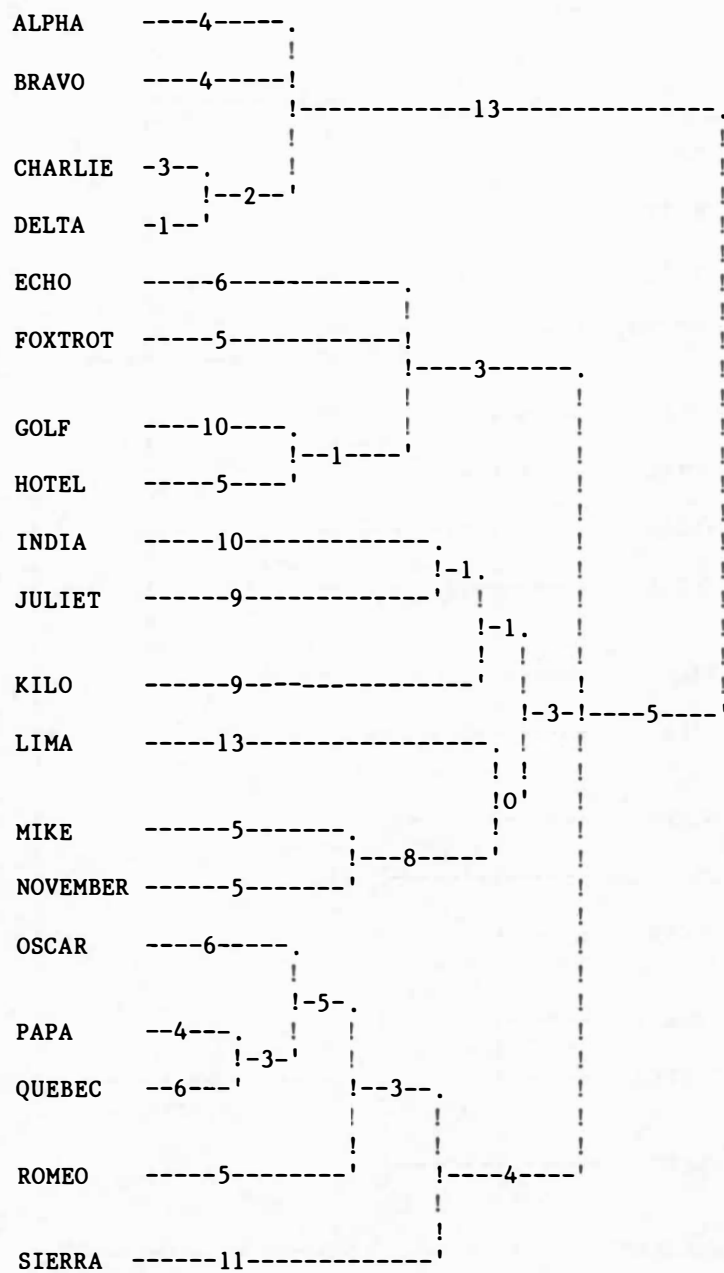 ALPHA ----4-----.
!
BRAVO ----4-----!
!------------13---------------.
! !
CHARLIE -3--. ! !
!--2--' !
DELTA -1--' !
!
ECHO -----6------------. !
! !
FOXTROT -----5------------! !
!----3------. !
! ! !
GOLF ----10----. ! ! !
!--1----' ! !
HOTEL -----5----' ! !
! !
INDIA -----10------------. ! !
!-1. ! !
JULIET ------9------------' ! ! !
!-1. ! !
! ! ! !
KILO ------9----------------' ! ! !
!-3-!-----5----'
LIMA -----13-----------------. ! !
! ! !
!0' !
MIKE ------5-------. ! !
!---8-----' !
NOVEMBER ------5-------' !
!
OSCAR ----6-----. !
! !
!-5-. !
PAPA --4---. ! ! !
!-3-' ! !
QUEBEC --6---' !--3--. !
! ! !
! ! !
ROMEO -----5--------' !----4----'
!
!
SIERRA ------11-------------'